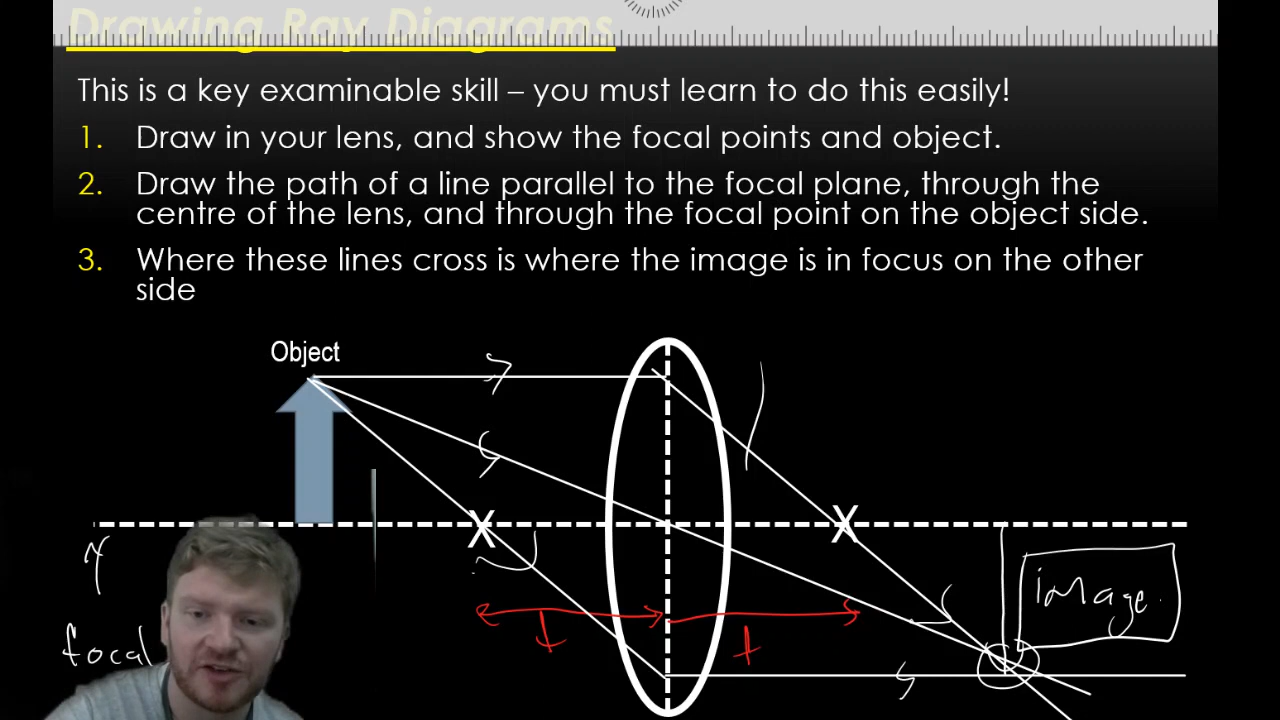 Drawing Ray Diagrams
This is a key examinable skill – you must learn to do this easily!
1. Draw in your lens, and show the focal points and object.
2. Draw the path of a line parallel to the focal plane, through the
centre of the lens, and through the focal point on the object side.
3. Where these lines cross is where the image is in focus on the other
side
Object
X X
image
f f
focal